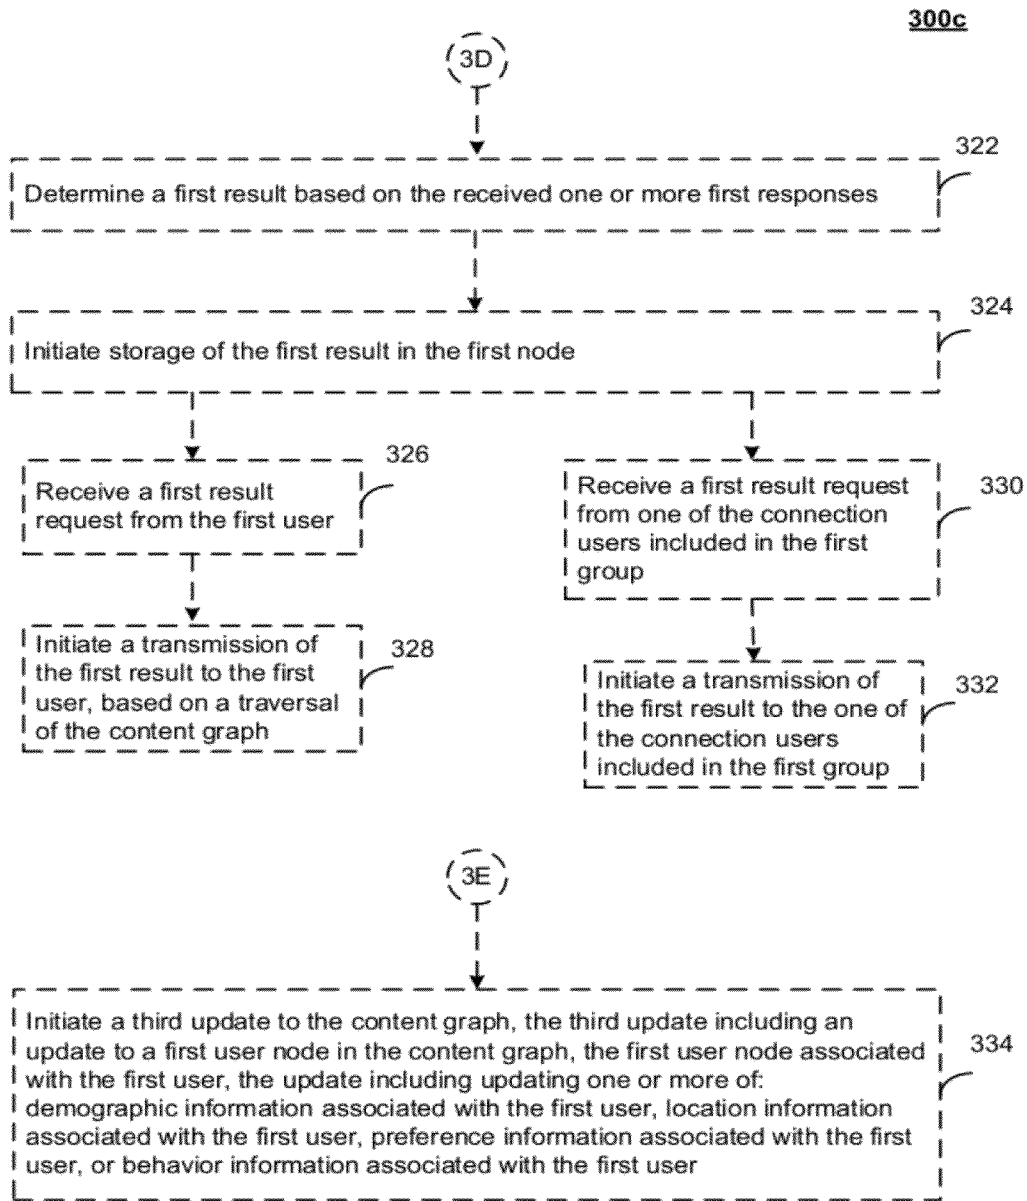 300c
3D
322
Determine a first result based on the received one or more first responses
324
Initiate storage of the first result in the first node
326
Receive a first result
request from the first user
330
Receive a first result request
from one of the connection
users included in the first
group
328
Initiate a transmission of
the first result to the first
user, based on a traversal
of the content graph
332
Initiate a transmission of
the first result to the one of
the connection users
included in the first group
3E
334
Initiate a third update to the content graph, the third update including an
update to a first user node in the content graph, the first user node associated
with the first user, the update including updating one or more of:
demographic information associated with the first user, location information
associated with the first user, preference information associated with the first
user, or behavior information associated with the first user